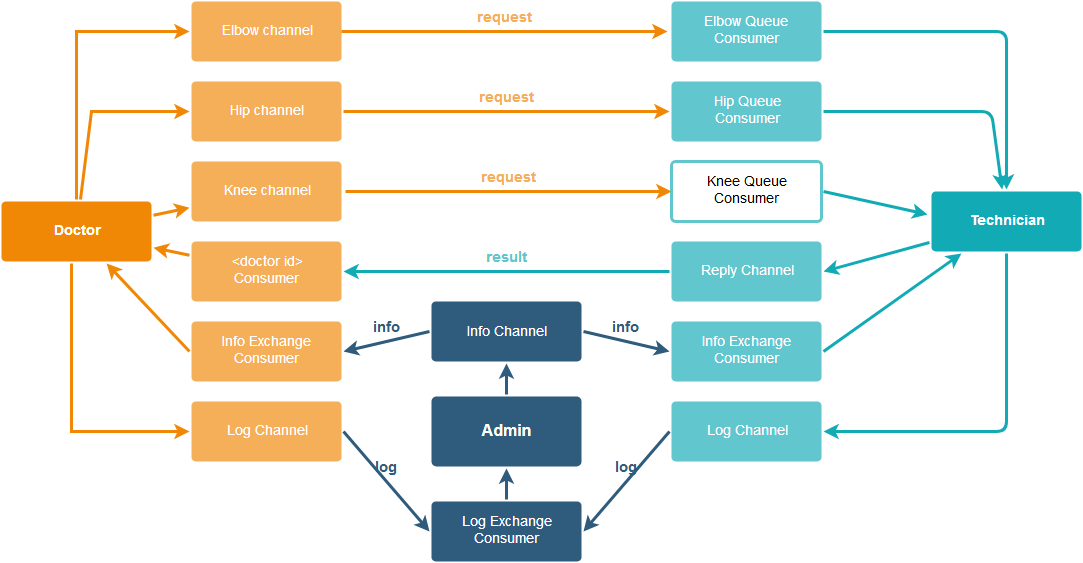 Elbow channel
request
Elbow Queue
Consumer
Hip channel
request
Hip Queue
Consumer
Knee channel
request
Knee Queue
Consumer
Doctor
Technician
<doctor id>
Consumer
result
Reply Channel
Info Exchange
Consumer
info
Info Channel
info
Info Exchange
Consumer
Log Channel
Admin
Log Channel
log
log
Log Exchange
Consumer